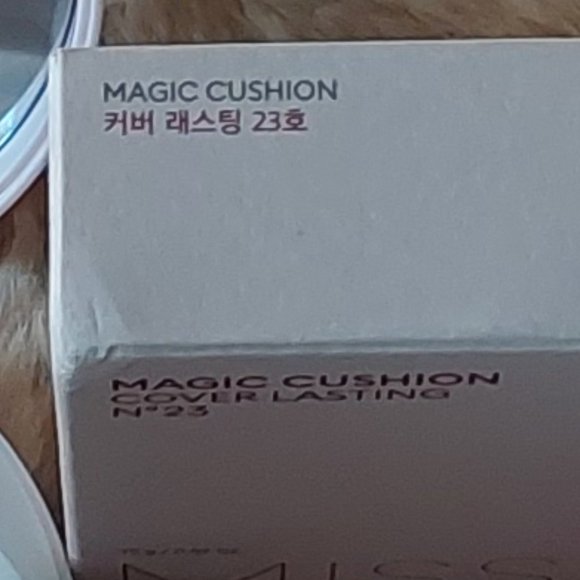 MAGIC CUSHION
커버 래스팅 23호
MAGIC CUSHION
COVER LASTING
N°23